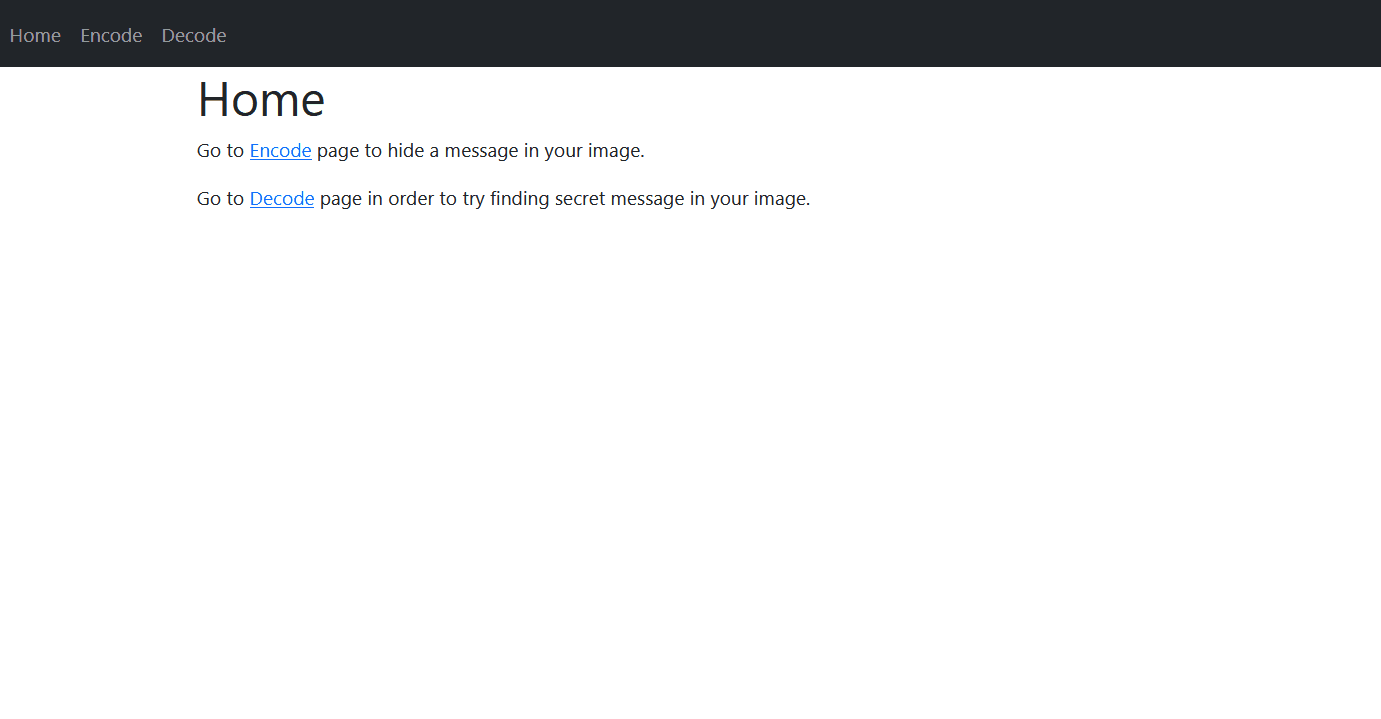 Home Encode Decode
Home
Go to Encode page to hide a message in your image.
Go to Decode page in order to try finding secret message in your image.